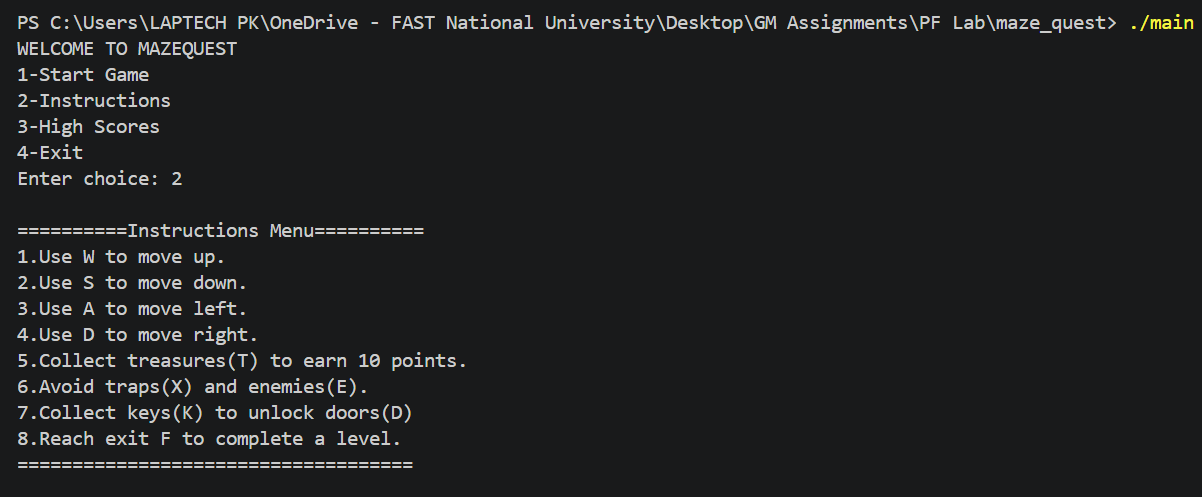 PS C:\Users\LAPTECH PK\OneDrive - FAST National University\Desktop\GM Assignments\PF Lab\maze_quest> ./main
WELCOME TO MAZEQUEST
1-Start Game
2-Instructions
3-High Scores
4-Exit
Enter choice: 2
==========Instructions Menu==========
1.Use W to move up.
2.Use S to move down.
3.Use A to move left.
4.Use D to move right.
5.Collect treasures(T) to earn 10 points.
6.Avoid traps(X) and enemies(E).
7.Collect keys(K) to unlock doors(D)
8.Reach exit F to complete a level.
====================================